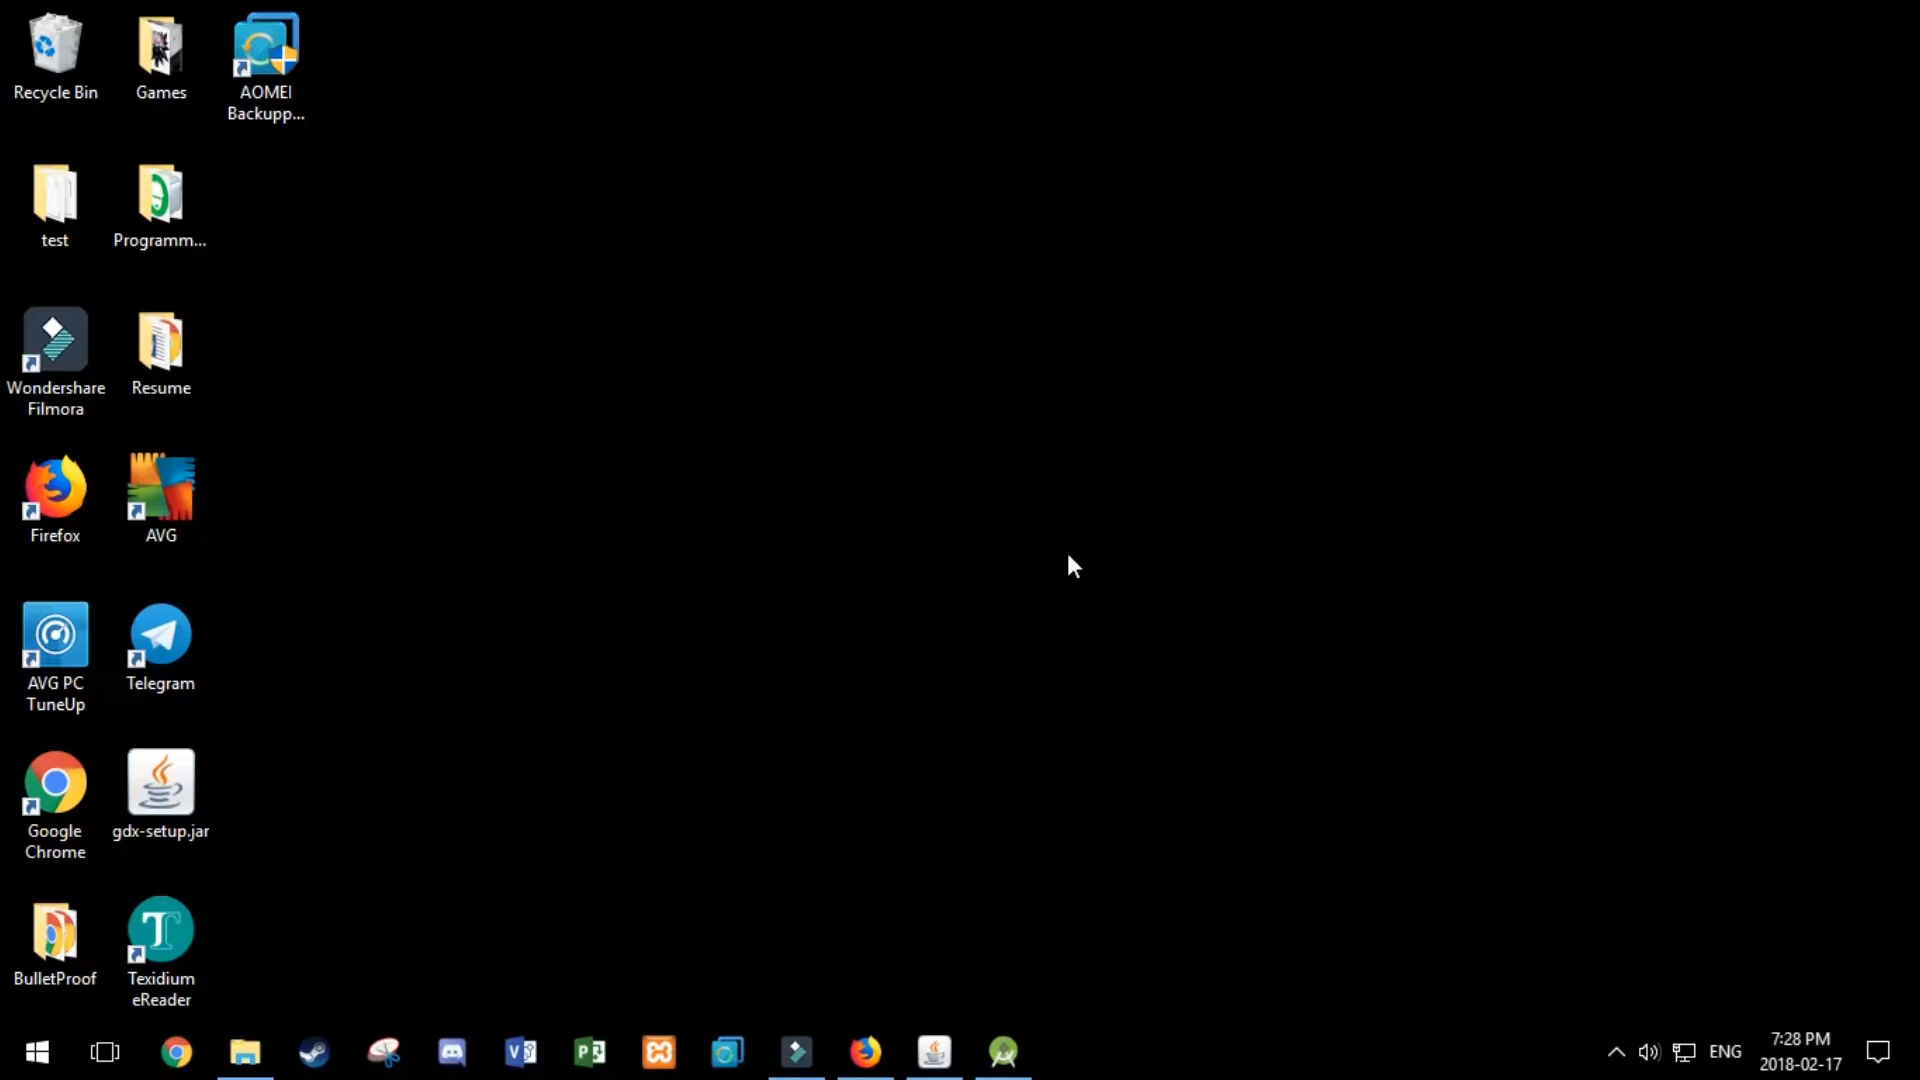 Recycle Bin
Games
AOMEI
Backupp...
test
Programm...
Wondershare
Filmora
Resume
Firefox
AVG
AVG PC
TuneUp
Telegram
Google
Chrome
gdx-setup.jar
BulletProof
Texidium
eReader
ENG
7:28 PM
2018-02-17